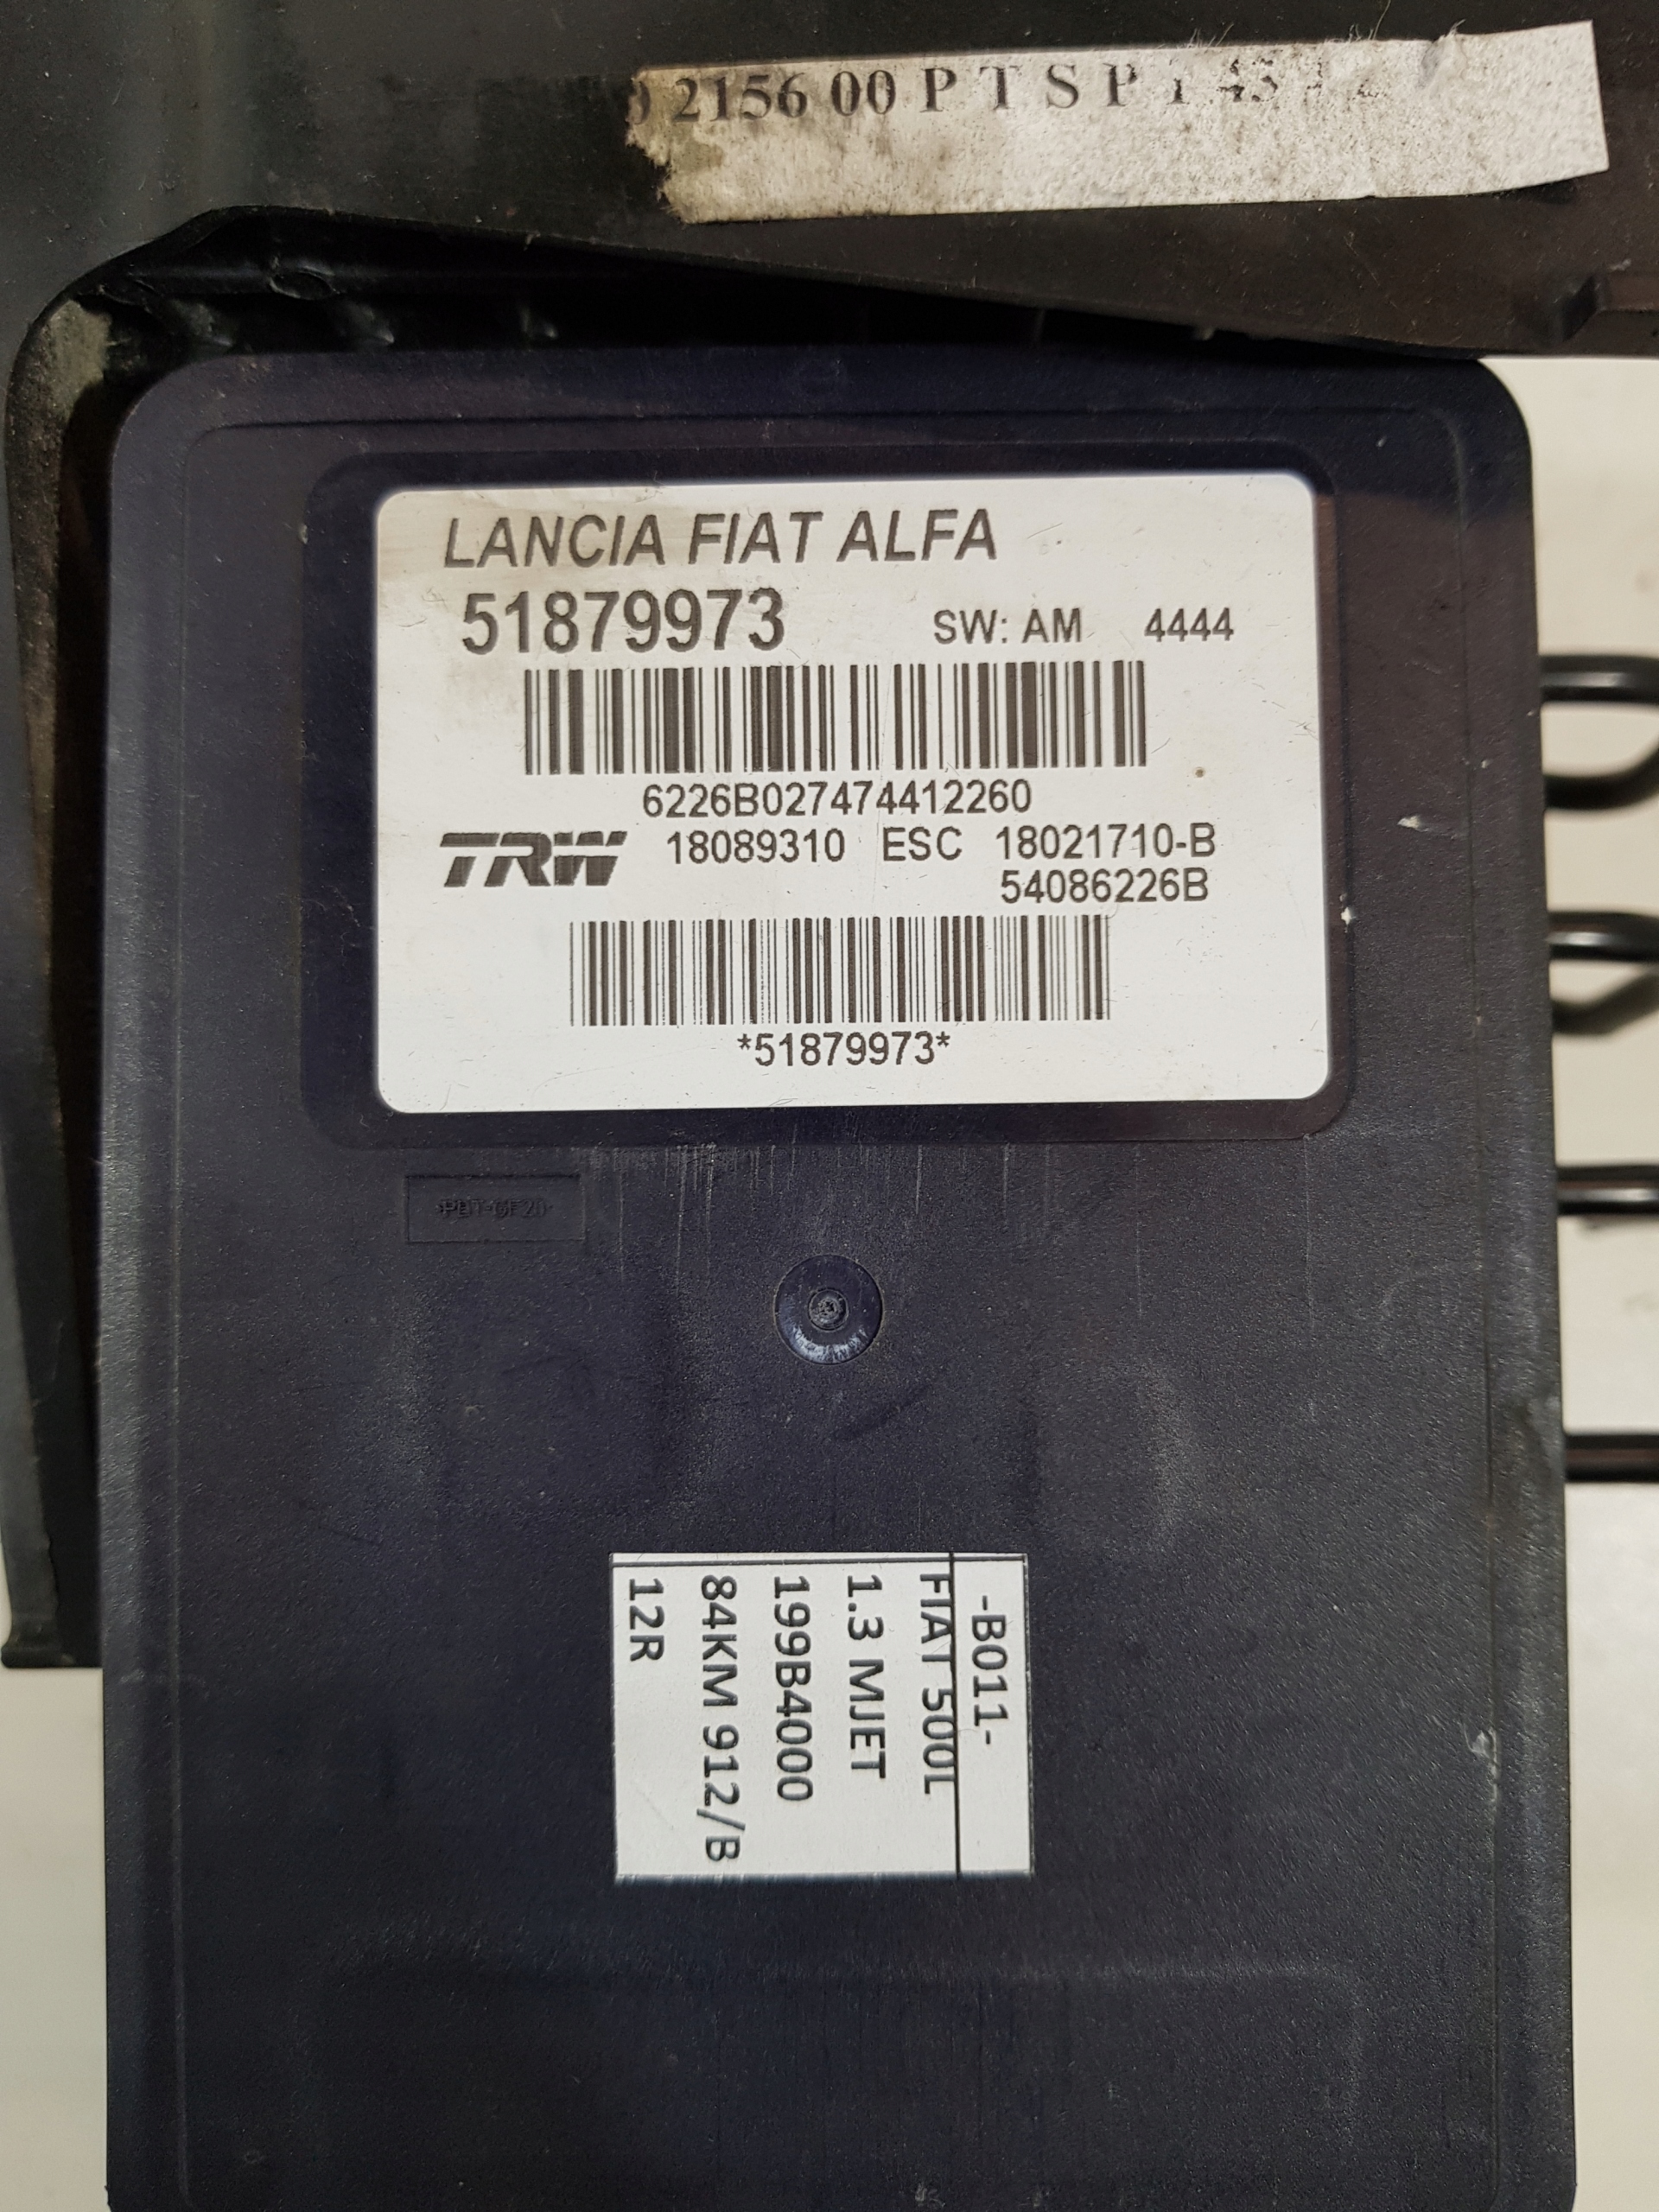 2156 00 P T S P
LANCIA FIAT ALFA
51879973 SW: AM 4444
6226B027474412260
TRW 18089310 ESC 18021710-B
54086226B
*51879973*
-B011-
FIAT 500L
1.3 MJET
199B4000
84KM 912/B
12R